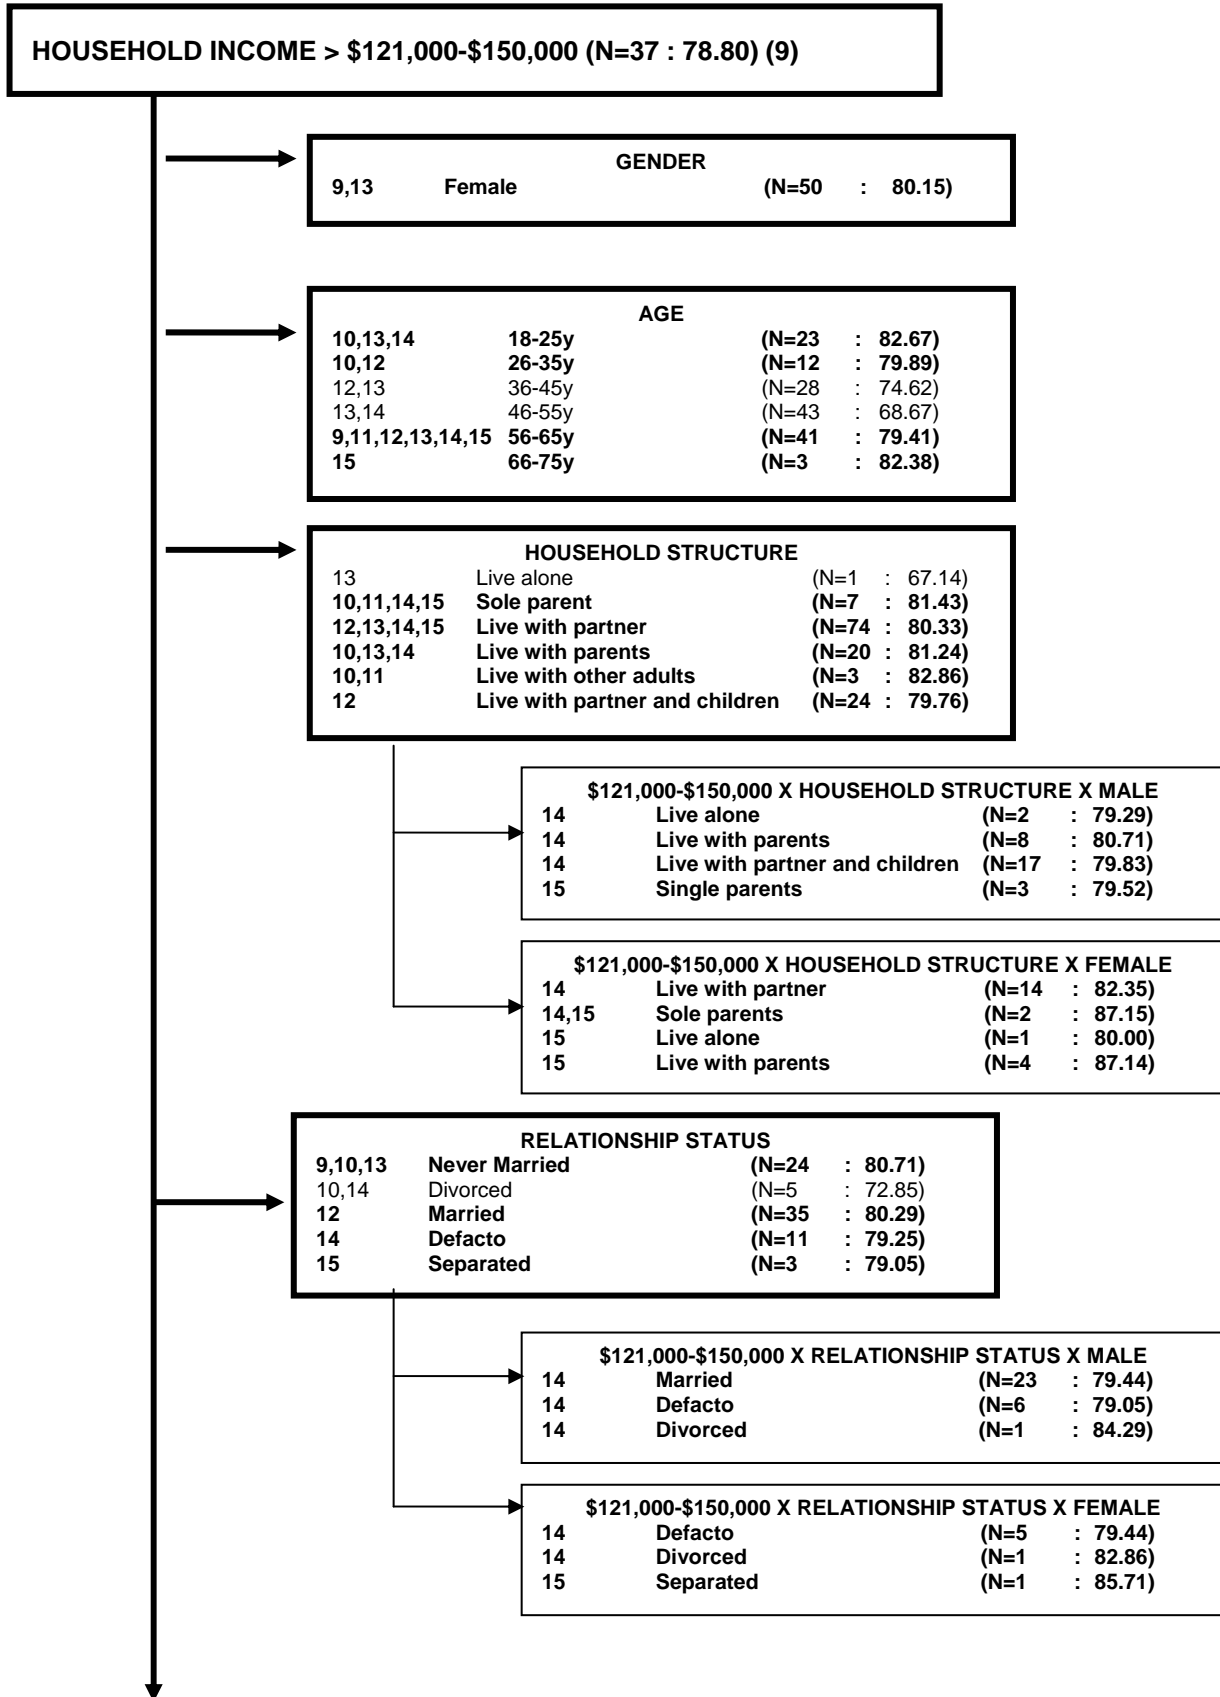 HOUSEHOLD INCOME > $121,000-$150,000 (N=37 : 78.80) (9)
GENDER
9,13 Female (N=50 : 80.15)
AGE
10,13,14 18-25y (N=23 : 82.67)
10,12 26-35y (N=12 : 79.89)
12,13 36-45y (N=28 : 74.62)
13,14 46-55y (N=43 : 68.67)
9,11,12,13,14,15 56-65y (N=41 : 79.41)
15 66-75y (N=3 : 82.38)
HOUSEHOLD STRUCTURE
13 Live alone (N=1 : 67.14)
10,11,14,15 Sole parent (N=7 : 81.43)
12,13,14,15 Live with partner (N=74 : 80.33)
10,13,14 Live with parents (N=20 : 81.24)
10,11 Live with other adults (N=3 : 82.86)
12 Live with partner and children (N=24 : 79.76)
$121,000-$150,000 X HOUSEHOLD STRUCTURE X MALE
14 Live alone (N=2 : 79.29)
14 Live with parents (N=8 : 80.71)
14 Live with partner and children (N=17 : 79.83)
15 Single parents (N=3 : 79.52)
$121,000-$150,000 X HOUSEHOLD STRUCTURE X FEMALE
14 Live with partner (N=14 : 82.35)
14,15 Sole parents (N=2 : 87.15)
15 Live alone (N=1 : 80.00)
15 Live with parents (N=4 : 87.14)
RELATIONSHIP STATUS
9,10,13 Never Married (N=24 : 80.71)
10,14 Divorced (N=5 : 72.85)
12 Married (N=35 : 80.29)
14 Defacto (N=11 : 79.25)
15 Separated (N=3 : 79.05)
$121,000-$150,000 X RELATIONSHIP STATUS X MALE
14 Married (N=23 : 79.44)
14 Defacto (N=6 : 79.05)
14 Divorced (N=1 : 84.29)
$121,000-$150,000 X RELATIONSHIP STATUS X FEMALE
14 Defacto (N=5 : 79.44)
14 Divorced (N=1 : 82.86)
15 Separated (N=1 : 85.71)